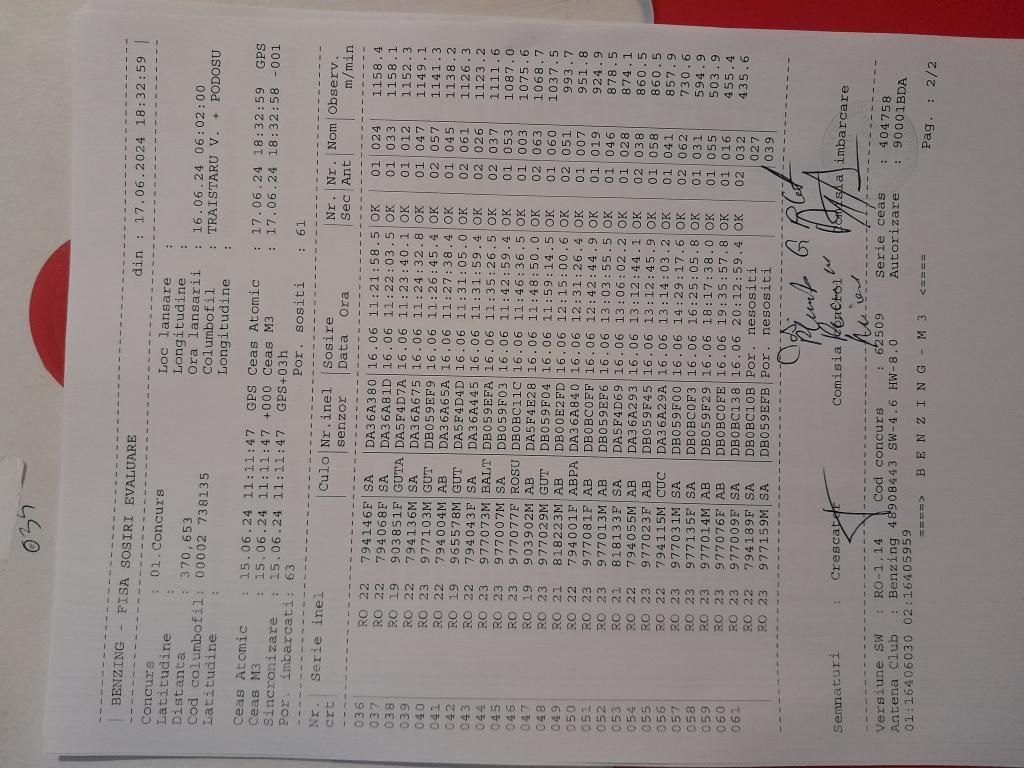 034
| BENZING - FISA SOSIRI EVALUARE din : 17.06.2024 18:32:59 |
Concurs : 01.Concurs Loc lansare :
Latitudine : Longitudine :
Distanta : 370,653 Ora lansarii : 16.06.24 06:02:00
Cod columbofil: 00002 738135 Columbofil : TRAISTARU V. + PODOSU
Latitudine : Longitudine :
Ceas Atomic : 15.06.24 11:11:47 GPS Ceas Atomic : 17.06.24 18:32:59 GPS
Ceas M3 : 15.06.24 11:11:47 +000 Ceas M3 : 17.06.24 18:32:58 -001
Sincronizare : 15.06.24 11:11:47 GPS+03h
Por. imbarcati: 63 Por. sositi : 61
Nr.| Serie inel |Culo|Nr.inel |Sosire Nr.|Nr |Nom|Observ.
crt| | |senzor |Data Ora Sec|Ant| | m/min
036 RO 22 794146F SA DA36A380 16.06 11:21:58.5 OK 01 024 1158.4
037 RO 22 794068F SA DA36A81D 16.06 11:22:03.5 OK 01 033 1158.1
038 RO 19 903851F GUTA DA5F4D7A 16.06 11:23:40.1 OK 01 012 1152.3
039 RO 22 794136M SA DA36A675 16.06 11:24:32.8 OK 01 047 1149.1
040 RO 23 977103M GUT DB059EF9 16.06 11:26:45.4 OK 02 057 1141.3
041 RO 22 794004M AB DA36A65A 16.06 11:27:38.4 OK 01 045 1138.2
042 RO 19 965578M GUT DA5F4D4D 16.06 11:31:05.0 OK 02 061 1126.3
043 RO 22 794043F SA DA36A445 16.06 11:31:59.4 OK 02 026 1123.2
044 RO 23 977073M BALT DB059EFA 16.06 11:35:26.5 OK 02 037 1111.6
045 RO 23 977007M SA DB059F03 16.06 11:42:59.4 OK 01 053 1087.0
046 RO 23 977077F ROSU DB0BC11C 16.06 11:46:36.4 OK 01 003 1075.6
047 RO 19 903902M AB DA5F4E28 16.06 11:48:50.0 OK 02 063 1068.7
048 RO 23 977029M GUT DB059F04 16.06 11:59:14.5 OK 01 060 1037.5
049 RO 21 818223M AB DB00E2FD 16.06 12:15:00.6 OK 02 051 993.7
050 RO 22 794001F ABPA DA36A840 16.06 12:31:26.4 OK 01 007 951.8
051 RO 23 977081F AB DB0BC0FF 16.06 12:42:44.9 OK 01 019 924.9
052 RO 23 977013M AB DB059EF6 16.06 13:03:55.5 OK 01 046 878.5
053 RO 21 818133F SA DA5F4D69 16.06 13:06:02.2 OK 01 028 874.1
054 RO 22 794055M AB DA36A293 16.06 13:12:44.1 OK 02 038 860.5
055 RO 23 977023F AB DB059F45 16.06 13:12:45.9 OK 01 058 860.5
056 RO 22 794115M CUC DA36A29A 16.06 13:14:03.2 OK 01 041 857.9
057 RO 23 977031M SA DB059F00 16.06 14:29:17.6 OK 02 062 730.6
058 RO 23 977135F SA DB0BC0F3 16.06 16:25:05.8 OK 01 031 594.9
059 RO 23 977014M AB DB059F29 16.06 18:17:38.0 OK 01 055 503.9
060 RO 23 977076F AB DB0BC0FE 16.06 19:35:57.8 OK 01 016 455.4
061 RO 23 977009F SA DB0BC138 16.06 20:12:59.4 OK 02 032 435.6
RO 22 794189F SA DB0BC10B Por. nesositi 027
RO 23 977159M SA DB059EFB Por. nesositi 039
Semnaturi : Crescator Comisia control Comisia imbarcare
Versiune SW : RO-1.14 Cod concurs : 62509 Serie ceas : 404758
Antena Club : Benzing 48908443 SW-4.6 HW-8.0 Autorizare : 90001BDA
01:16406030 02:16405959
====> B E N Z I N G - M 3 <==== Pag. : 2/2